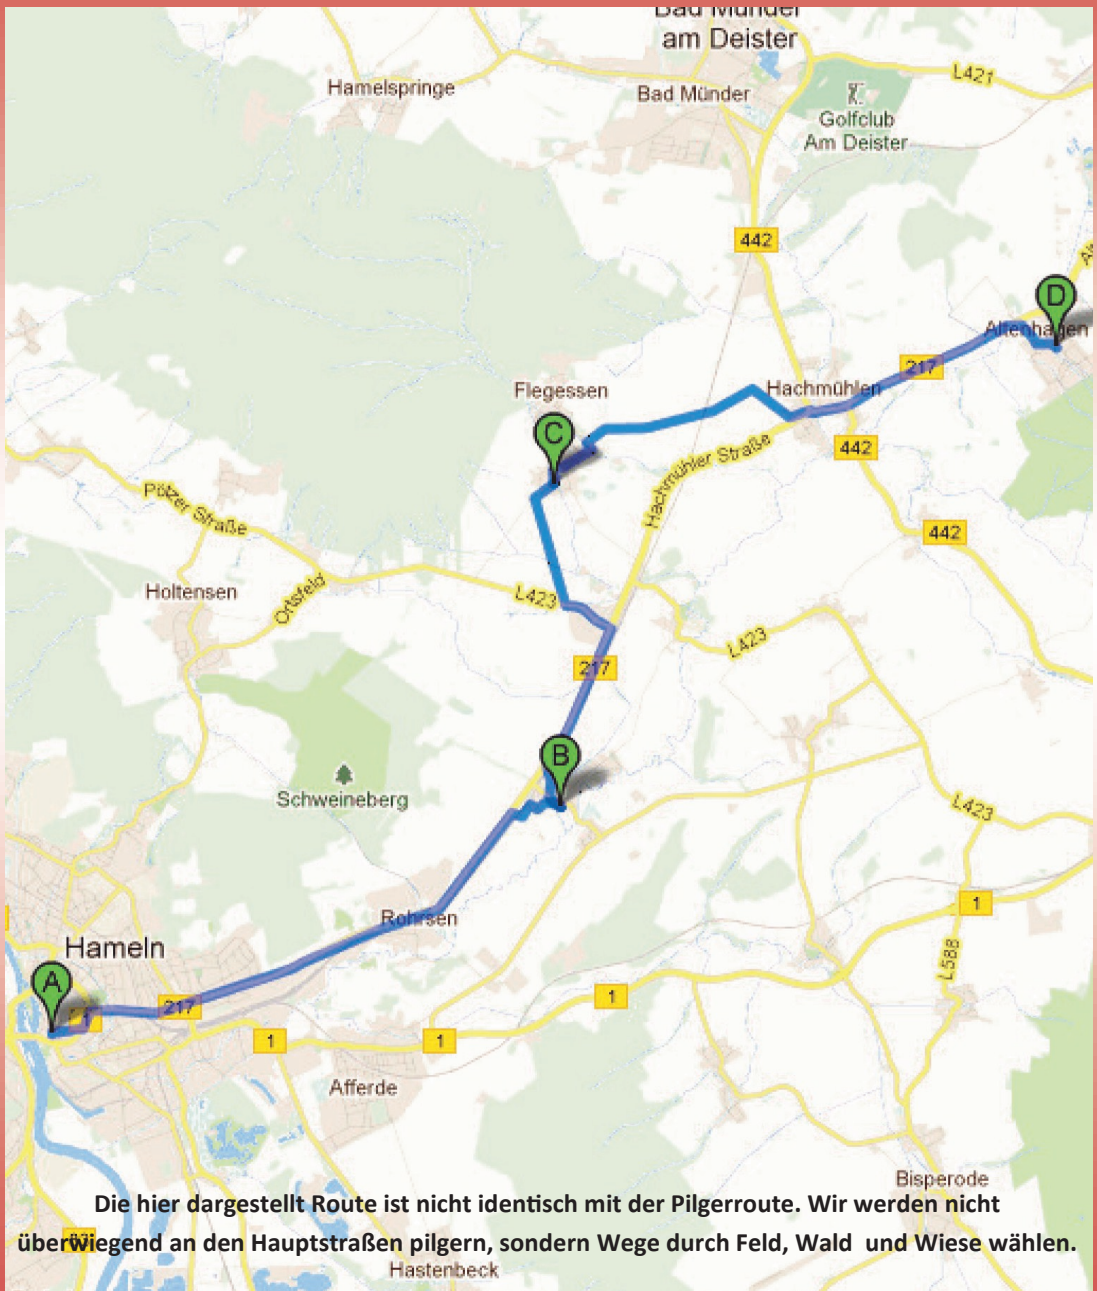 Bad Münder
am Deister
L421
Hamelspringe
Bad Münder
Golfclub
Am Deister
442
D
Altenhagen
217
Hachmühlen
Flegessen
C
442
Hachmühler Straße
Pölzer Straße
442
Holtensen
Ortsfeld
L423
L423
217
B
Schweineberg
L423
1
Rohrsen
Hameln
L588
A
1
217
1
1
1
Afferde
Bisperode
Die hier dargestellt Route ist nicht identisch mit der Pilgerroute. Wir werden nicht
überwiegend an den Hauptstraßen pilgern, sondern Wege durch Feld, Wald und Wiese wählen.
Hastenbeck